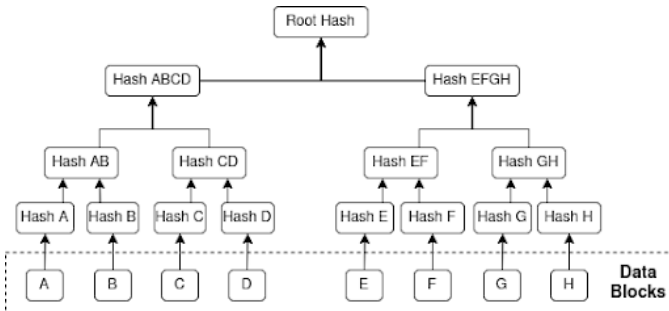 Root Hash
Hash ABCD Hash EFGH
Hash AB Hash CD Hash EF Hash GH
Hash A Hash B Hash C Hash D Hash E Hash F Hash G Hash H
A B C D E F G H Data
Blocks